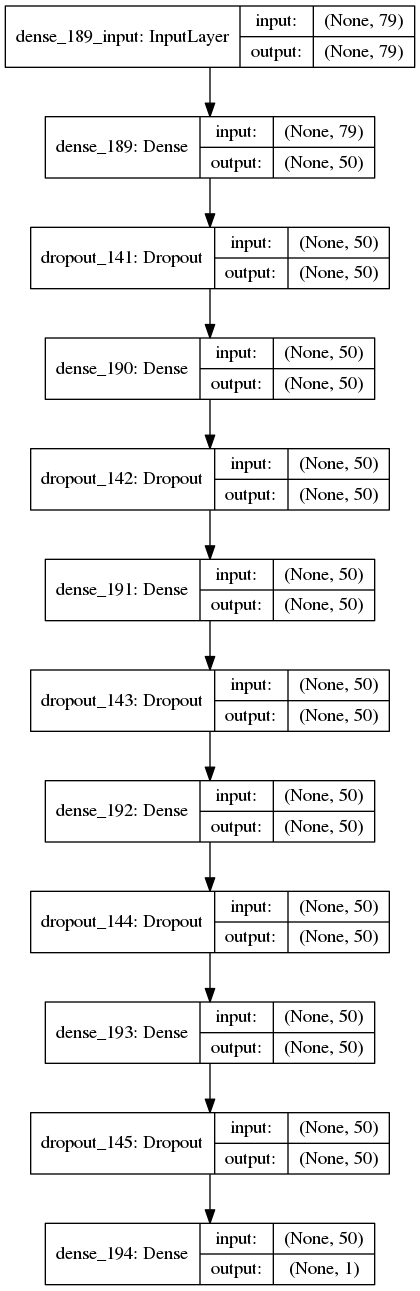 dense_189_input: InputLayer input: (None, 79)
output: (None, 79)
dense_189: Dense input: (None, 79)
output: (None, 50)
dropout_141: Dropout input: (None, 50)
output: (None, 50)
dense_190: Dense input: (None, 50)
output: (None, 50)
dropout_142: Dropout input: (None, 50)
output: (None, 50)
dense_191: Dense input: (None, 50)
output: (None, 50)
dropout_143: Dropout input: (None, 50)
output: (None, 50)
dense_192: Dense input: (None, 50)
output: (None, 50)
dropout_144: Dropout input: (None, 50)
output: (None, 50)
dense_193: Dense input: (None, 50)
output: (None, 50)
dropout_145: Dropout input: (None, 50)
output: (None, 50)
dense_194: Dense input: (None, 50)
output: (None, 1)